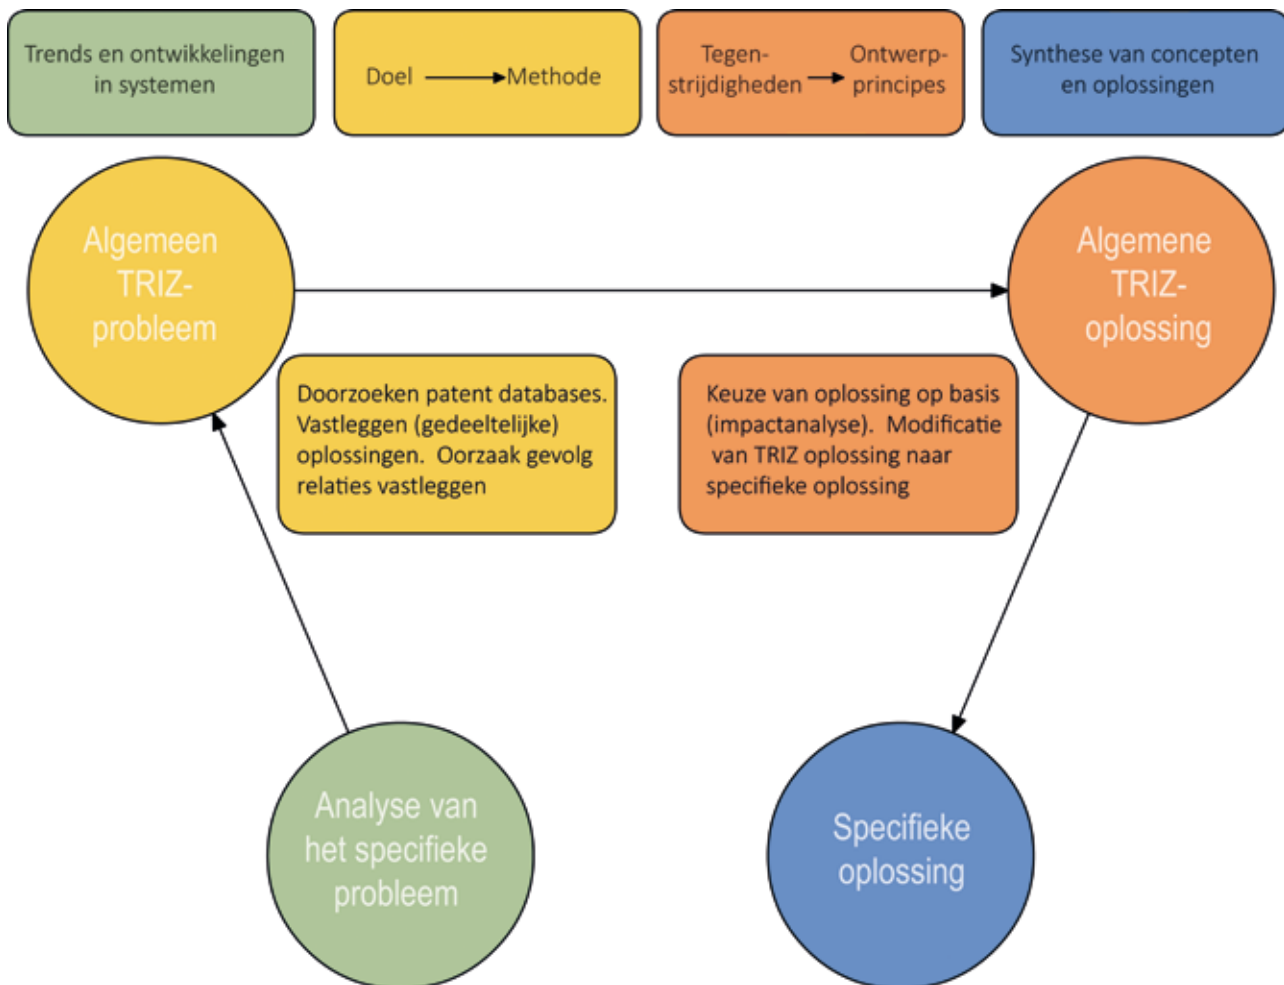 Trends en ontwikkelingen
in systemen
Doel
Methode
Tegen-
strijdigheden
Ontwerp-
principes
Synthese van concepten
en oplossingen
Algemeen
TRIZ-
probleem
Algemene
TRIZ-
oplossing
Doorzoeken patent databases.
Vastleggen (gedeeltelijke)
oplossingen. Oorzaak gevolg
relaties vastleggen
Keuze van oplossing op basis
(impactanalyse). Modificatie
van TRIZ oplossing naar
specifieke oplossing
Analyse van
het specifieke
probleem
Specifieke
oplossing